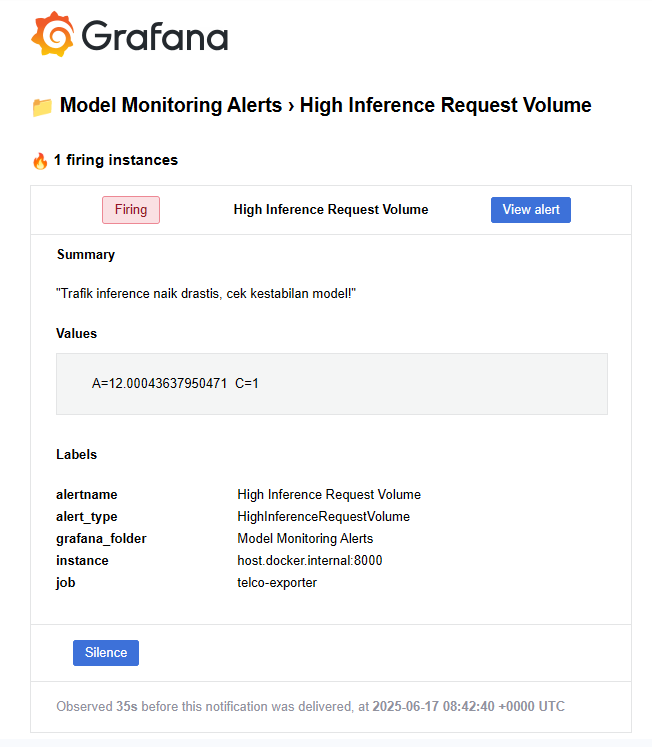 Grafana
📁 Model Monitoring Alerts › High Inference Request Volume
🔥 1 firing instances
Firing High Inference Request Volume View alert
Summary
"Trafik inference naik drastis, cek kestabilan model!"
Values
A=12.00043637950471 C=1
Labels
alertname High Inference Request Volume
alert_type HighInferenceRequestVolume
grafana_folder Model Monitoring Alerts
instance host.docker.internal:8000
job telco-exporter
Silence
Observed 35s before this notification was delivered, at 2025-06-17 08:42:40 +0000 UTC